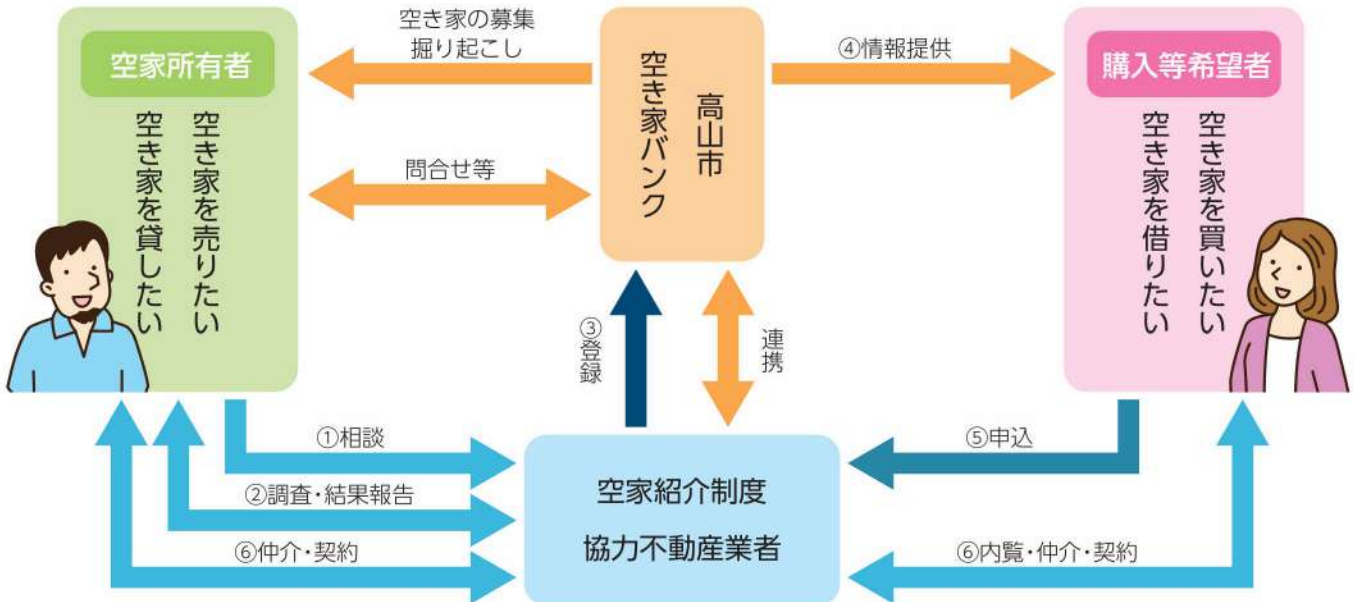 空家所有者
空き家を売りたい
空き家を貸したい
空き家の募集
掘り起こし
問合せ等
高山市
空き家バンク
④情報提供
購入等希望者
空き家を買いたい
空き家を借りたい
③登録
連携
①相談
②調査・結果報告
⑥仲介・契約
空家紹介制度
協力不動産業者
⑤申込
⑥内覧・仲介・契約